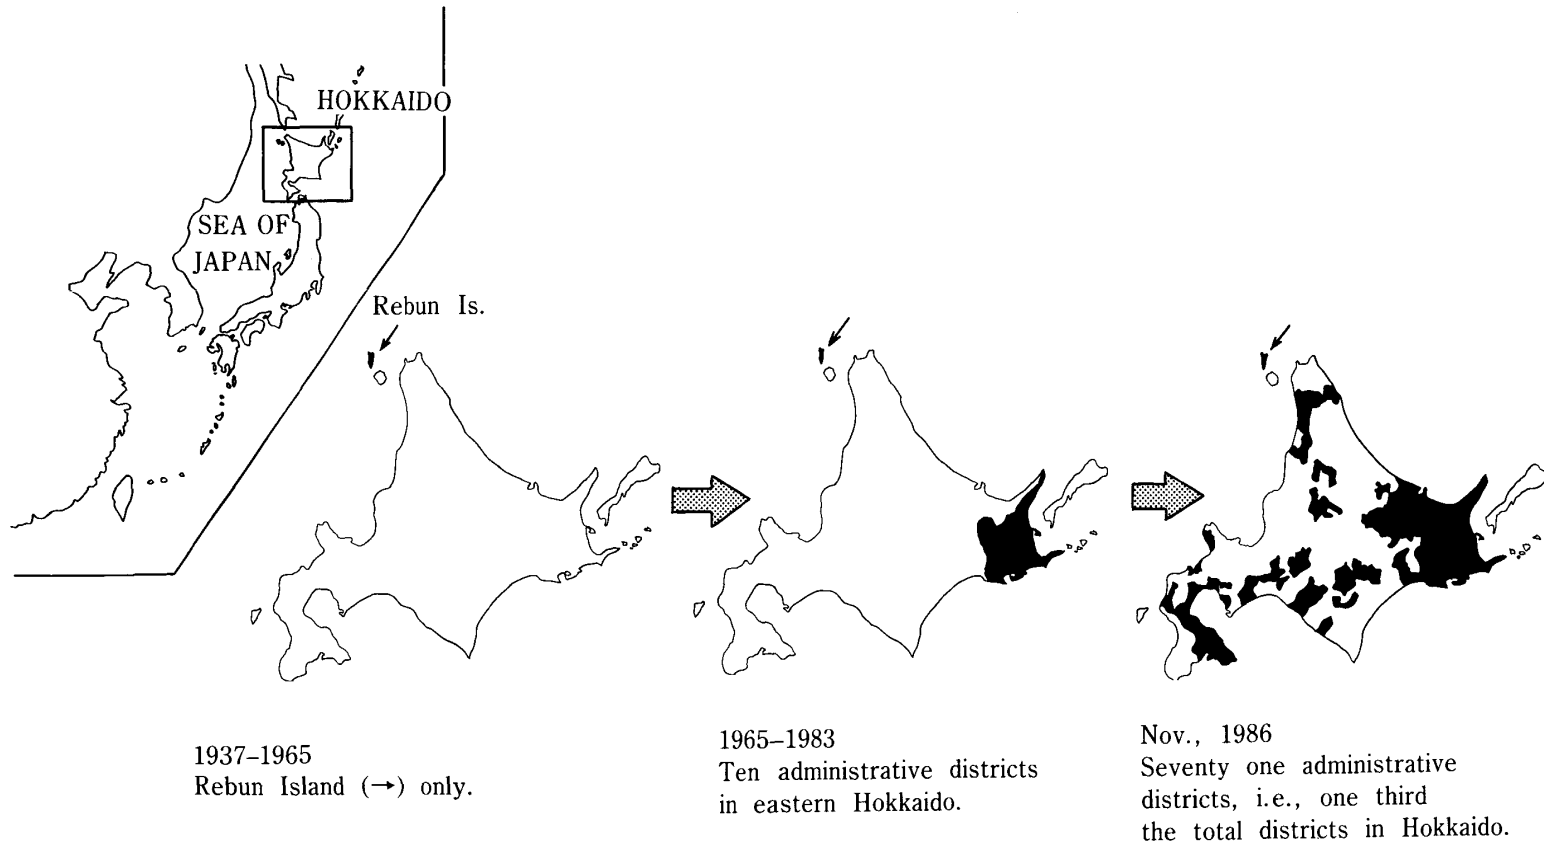 HOKKAIDO
SEA OF
JAPAN
Rebun Is.
1937–1965
Rebun Island (→) only.
1965–1983
Ten administrative districts
in eastern Hokkaido.
Nov., 1986
Seventy one administrative
districts, i.e., one third
the total districts in Hokkaido.